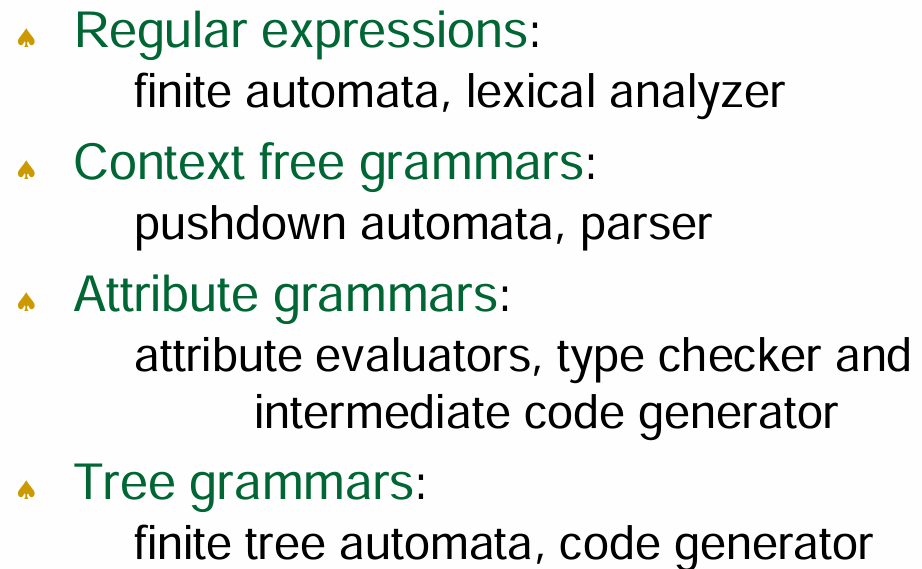 ♠ Regular expressions:
finite automata, lexical analyzer
♠ Context free grammars:
pushdown automata, parser
♠ Attribute grammars:
attribute evaluators, type checker and
intermediate code generator
♠ Tree grammars:
finite tree automata, code generator